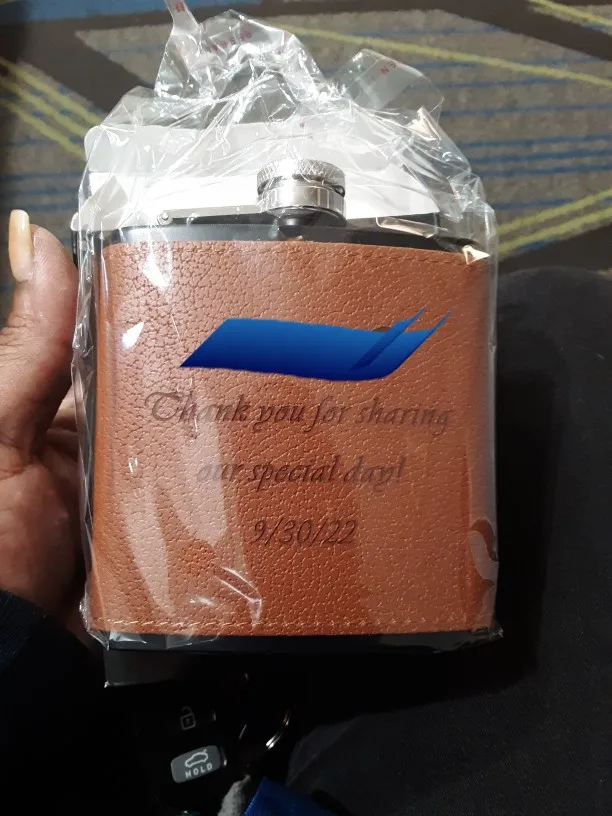 Thank you for sharing
our special day!
9/30/22
HOLD